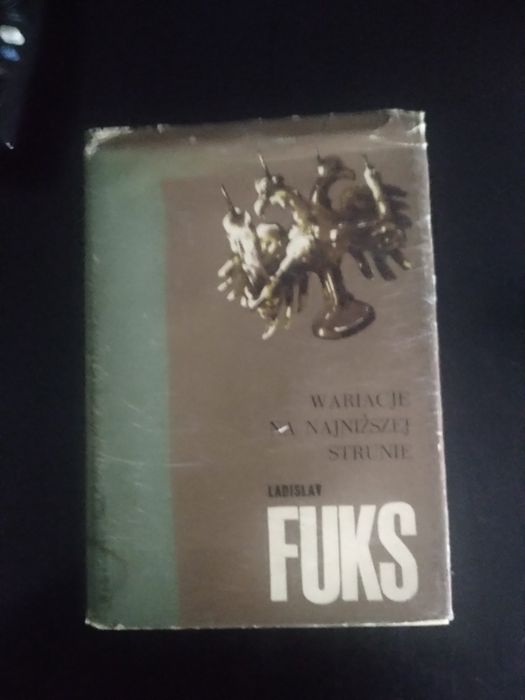 WARIACJE
NA NAJNIŻSZEJ
STRUNIE
LADISLAV
FUKS